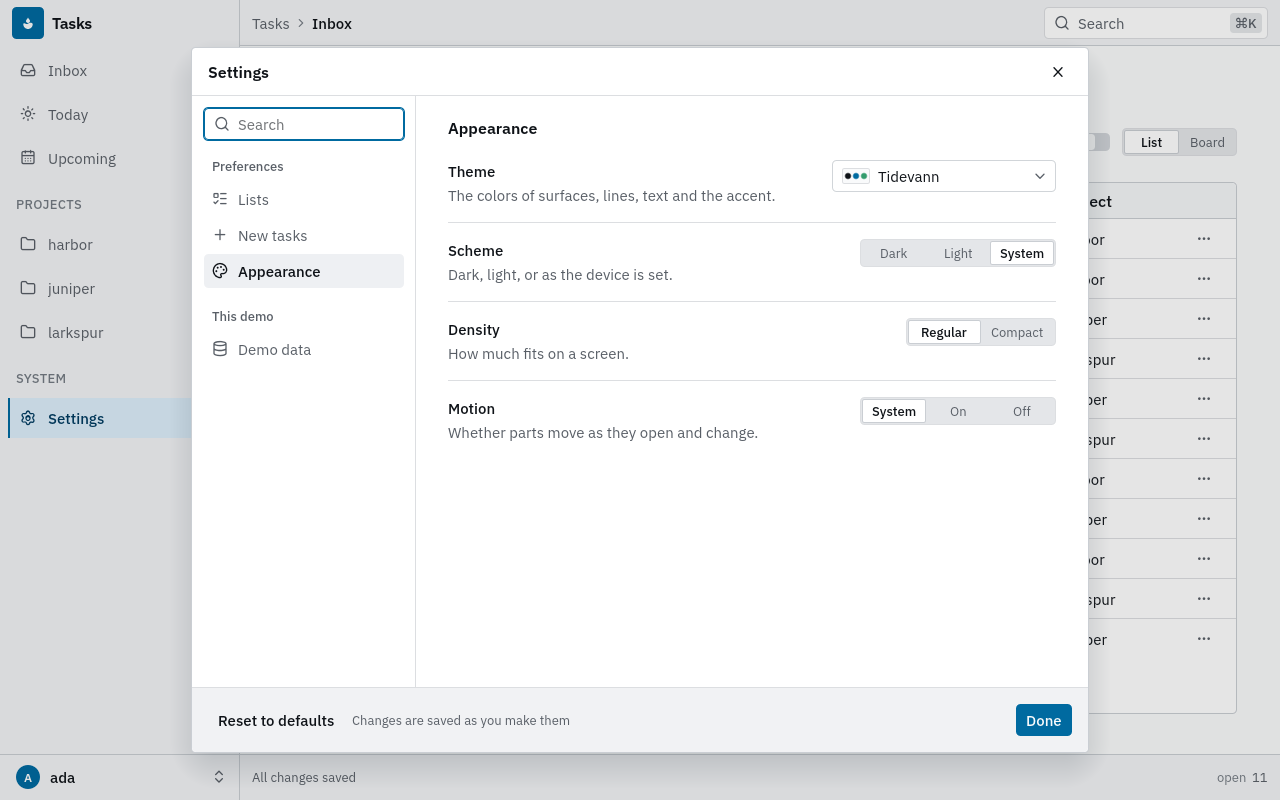 Tasks
Tasks > Inbox
Search ⌘K
Inbox
Today
Upcoming
PROJECTS
harbor
juniper
larkspur
SYSTEM
Settings
Settings
Search
Preferences
Lists
New tasks
Appearance
This demo
Demo data
Appearance
Theme
The colors of surfaces, lines, text and the accent.
Tidevann
Scheme
Dark, light, or as the device is set.
Dark Light System
Density
How much fits on a screen.
Regular Compact
Motion
Whether parts move as they open and change.
System On Off
Reset to defaults
Changes are saved as you make them
Done
List Board
A ada
All changes saved
open 11